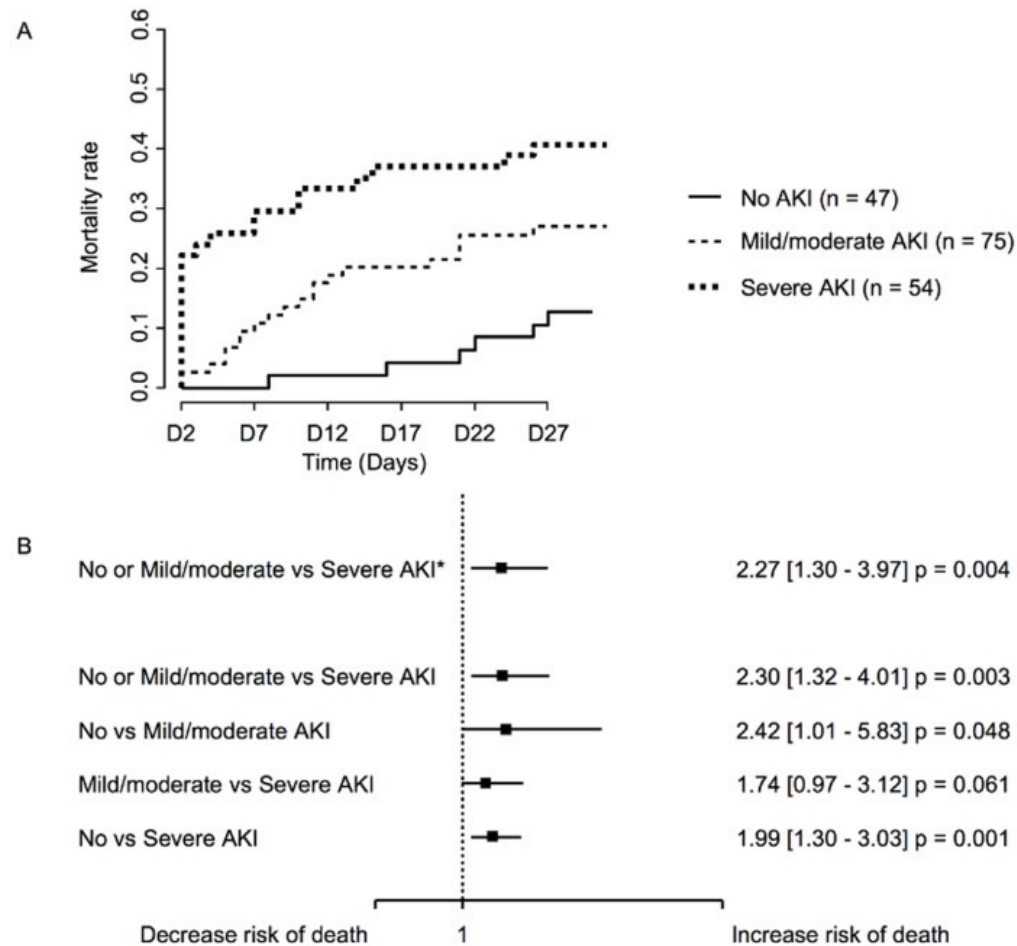 A
Mortality rate
0.6
0.5
0.4
0.3
0.2
0.1
0.0
D2 D7 D12 D17 D22 D27
Time (Days)
No AKI (n = 47)
Mild/moderate AKI (n = 75)
Severe AKI (n = 54)
B
No or Mild/moderate vs Severe AKI* 2.27 [1.30 - 3.97] p = 0.004
No or Mild/moderate vs Severe AKI 2.30 [1.32 - 4.01] p = 0.003
No vs Mild/moderate AKI 2.42 [1.01 - 5.83] p = 0.048
Mild/moderate vs Severe AKI 1.74 [0.97 - 3.12] p = 0.061
No vs Severe AKI 1.99 [1.30 - 3.03] p = 0.001
Decrease risk of death 1 Increase risk of death